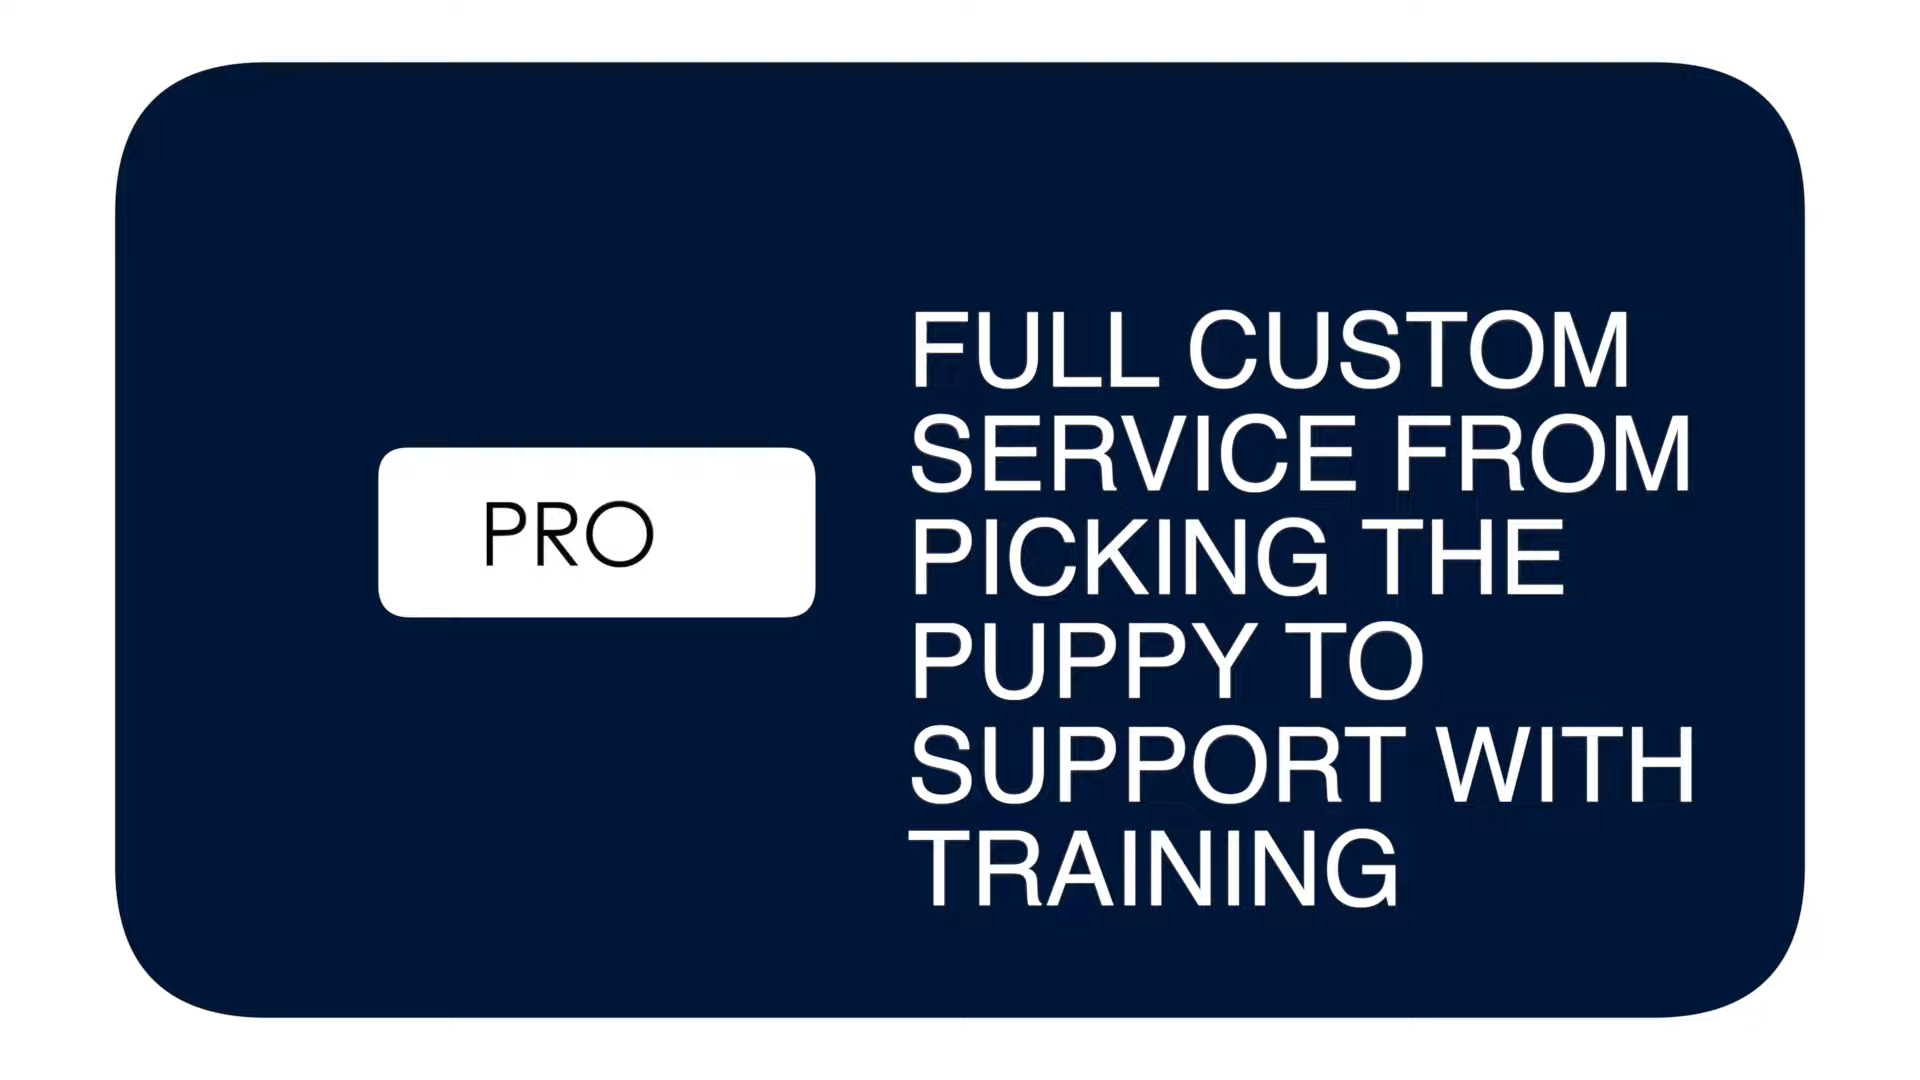 PRO
FULL CUSTOM
SERVICE FROM
PICKING THE
PUPPY TO
SUPPORT WITH
TRAINING